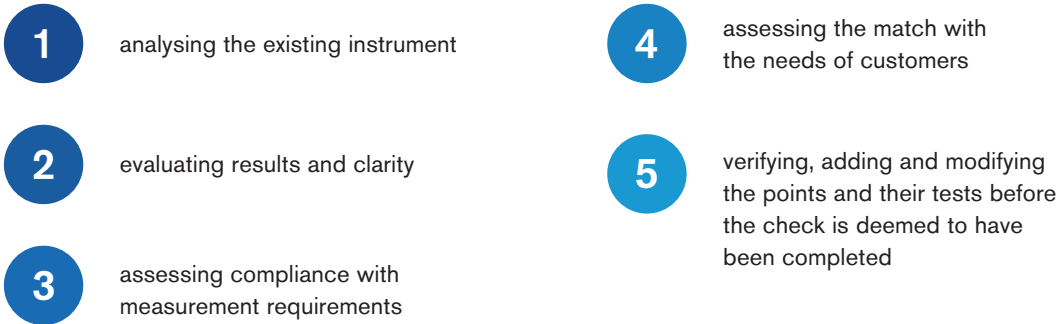 1
analysing the existing instrument
2
evaluating results and clarity
3
assessing compliance with
measurement requirements
4
assessing the match with
the needs of customers
5
verifying, adding and modifying
the points and their tests before
the check is deemed to have
been completed